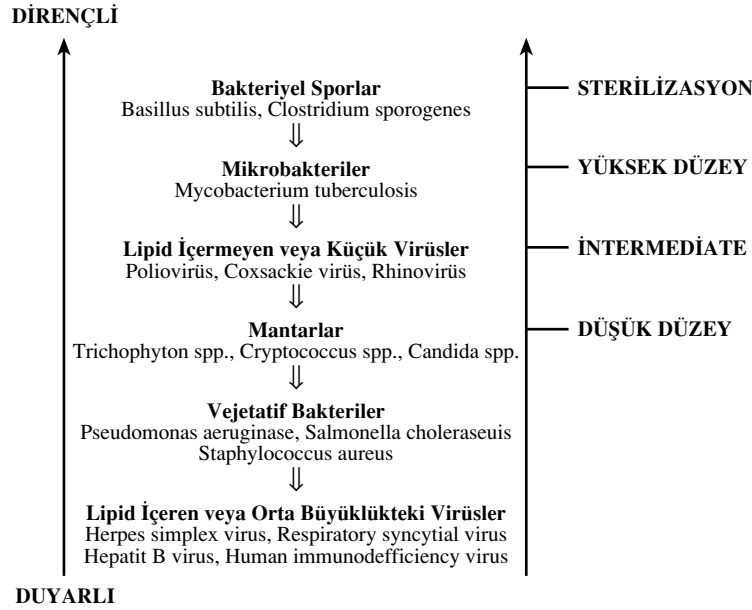 DİRENÇLİ
Bakteriyel Sporlar
Basillus subtilis, Clostridium sporogenes
STERİLİZASYON
Mikrobakteriler
Mycobacterium tuberculosis
YÜKSEK DÜZEY
Lipid İçermeyen veya Küçük Virüsler
Poliovirüs, Coxsackie virüs, Rhinovirüs
İNTERMEDİATE
Mantarlar
Trichophyton spp., Cryptococcus spp., Candida spp.
DÜŞÜK DÜZEY
Vejetatif Bakteriler
Pseudomonas aeruginase, Salmonella choleraseuis
Staphylococcus aureus
Lipid İçeren veya Orta Büyüklükteki Virüsler
Herpes simplex virus, Respiratory syncytial virus
Hepatit B virus, Human immunodefficiency virus
DUYARLI